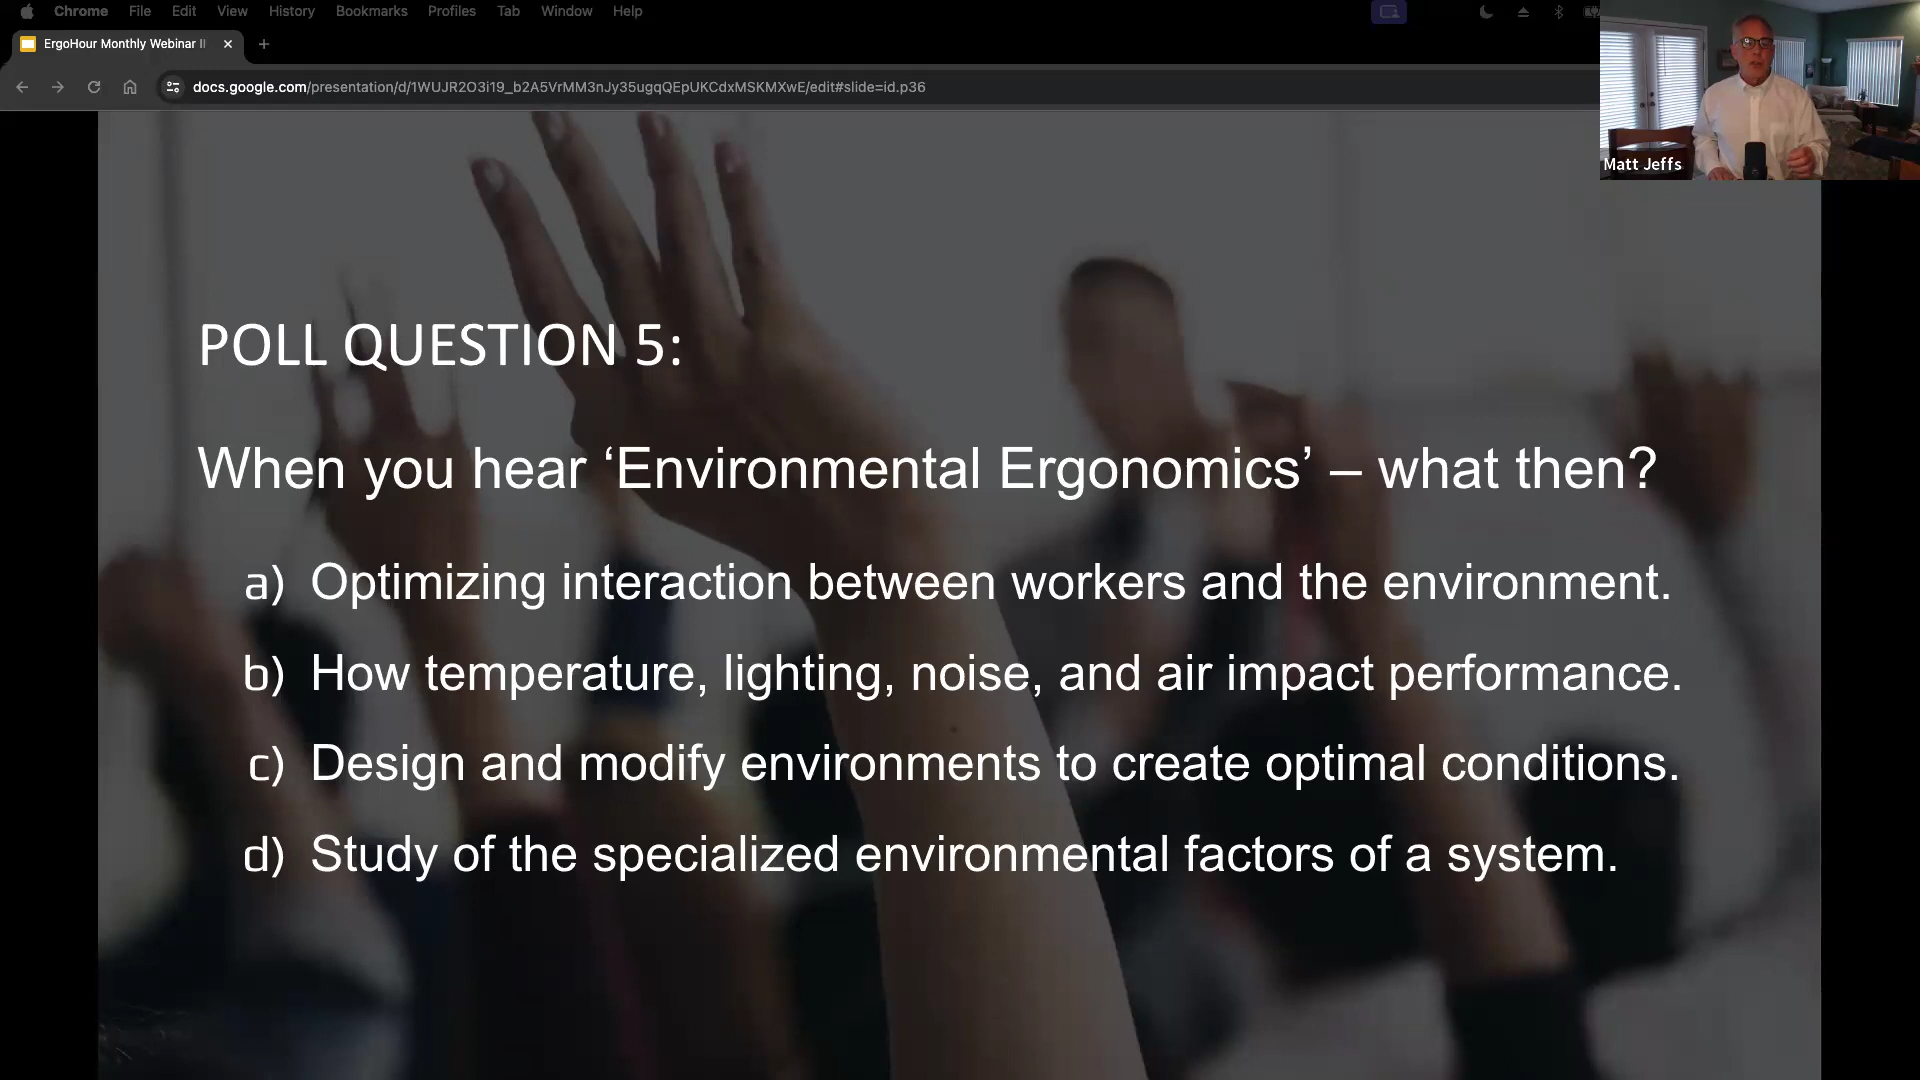 Chrome File Edit View History Bookmarks Profiles Tab Window Help
ErgoHour Monthly Webinar II
docs.google.com/presentation/d/1WUJR2O3i19_b2A5VrMM3nJy35ugqQEpUKCdxMSKMXwE/edit#slide=id.p36
Matt Jeffs
POLL QUESTION 5:
When you hear ‘Environmental Ergonomics’ – what then?
a) Optimizing interaction between workers and the environment.
b) How temperature, lighting, noise, and air impact performance.
c) Design and modify environments to create optimal conditions.
d) Study of the specialized environmental factors of a system.